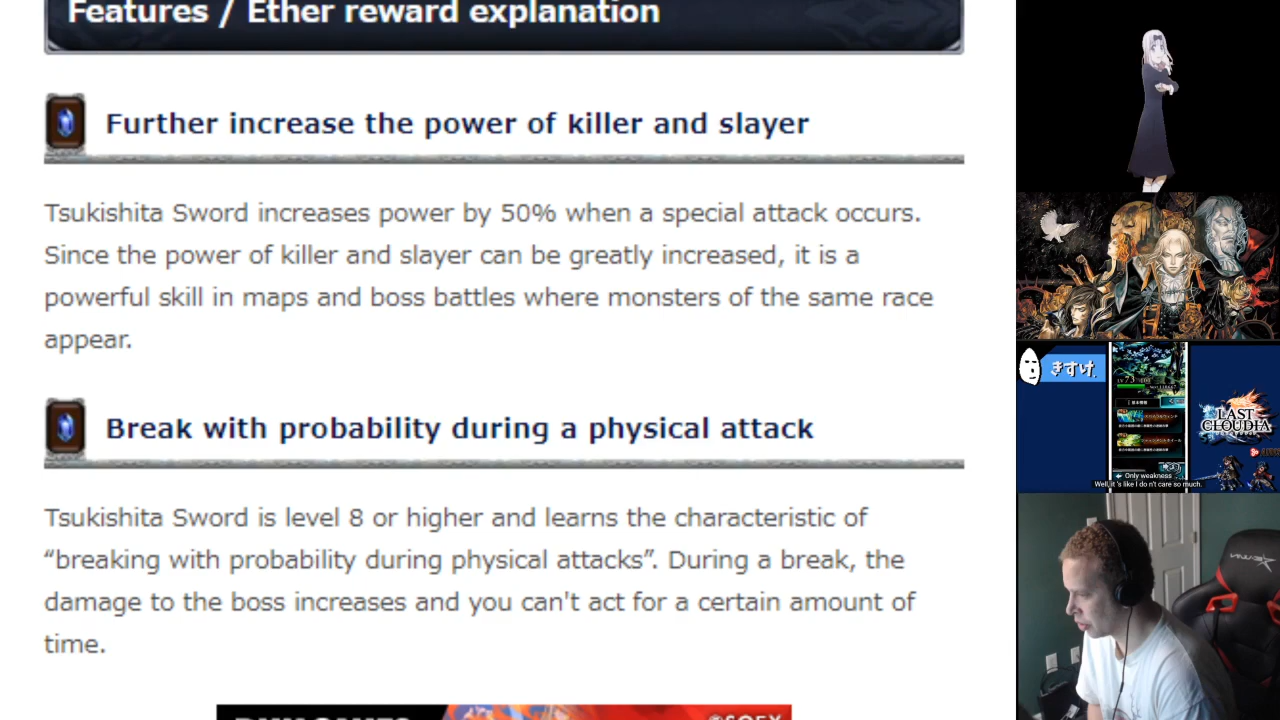 Features / Ether reward explanation
Further increase the power of killer and slayer
Tsukishita Sword increases power by 50% when a special attack occurs.
Since the power of killer and slayer can be greatly increased, it is a
powerful skill in maps and boss battles where monsters of the same race
appear.
Break with probability during a physical attack
Tsukishita Sword is level 8 or higher and learns the characteristic of
“breaking with probability during physical attacks”. During a break, the
damage to the boss increases and you can't act for a certain amount of
time.
きすけ
LAST
CLOUDIA
Only weakness
Well, it 's like I do n't care so much.